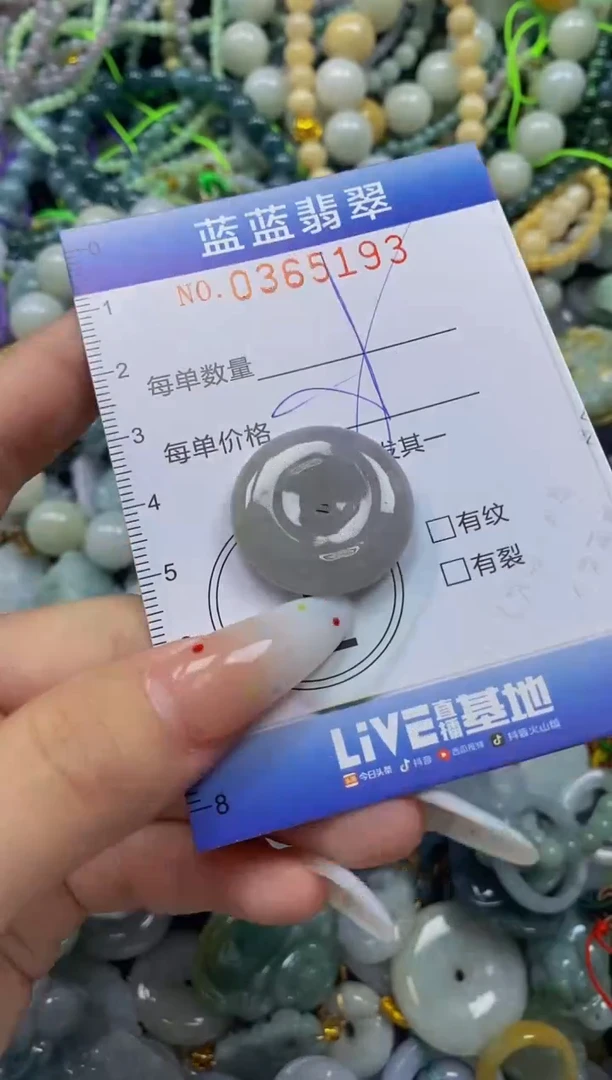 蓝蓝翡翠
NO.0365193
0
1
2
3
4
5
8
每单数量
每单价格
发其一
□有纹
□有裂
LiVE直播基地
今日头条 抖音 西瓜视频 抖音火山版